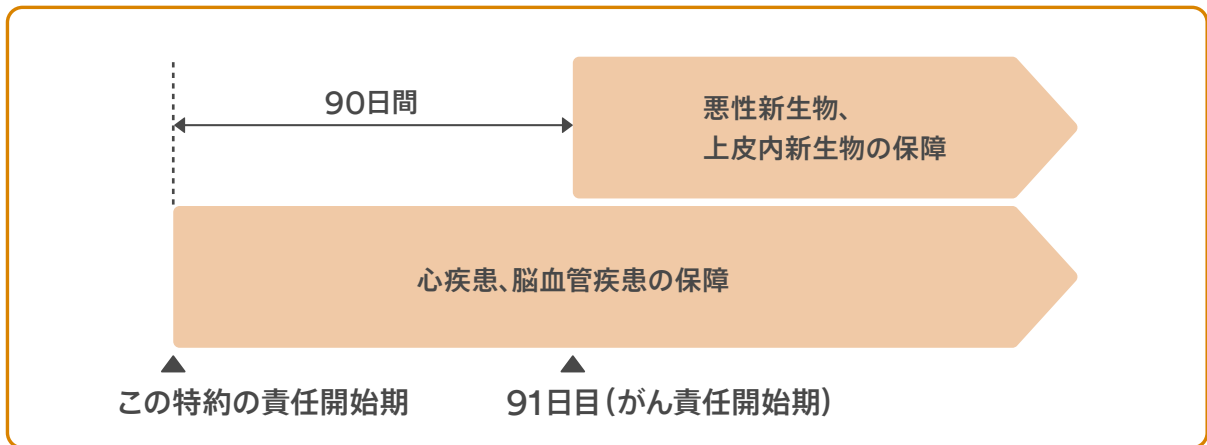 90日間
悪性新生物、
上皮内新生物の保障
心疾患、脳血管疾患の保障
この特約の責任開始期
91日目(がん責任開始期)